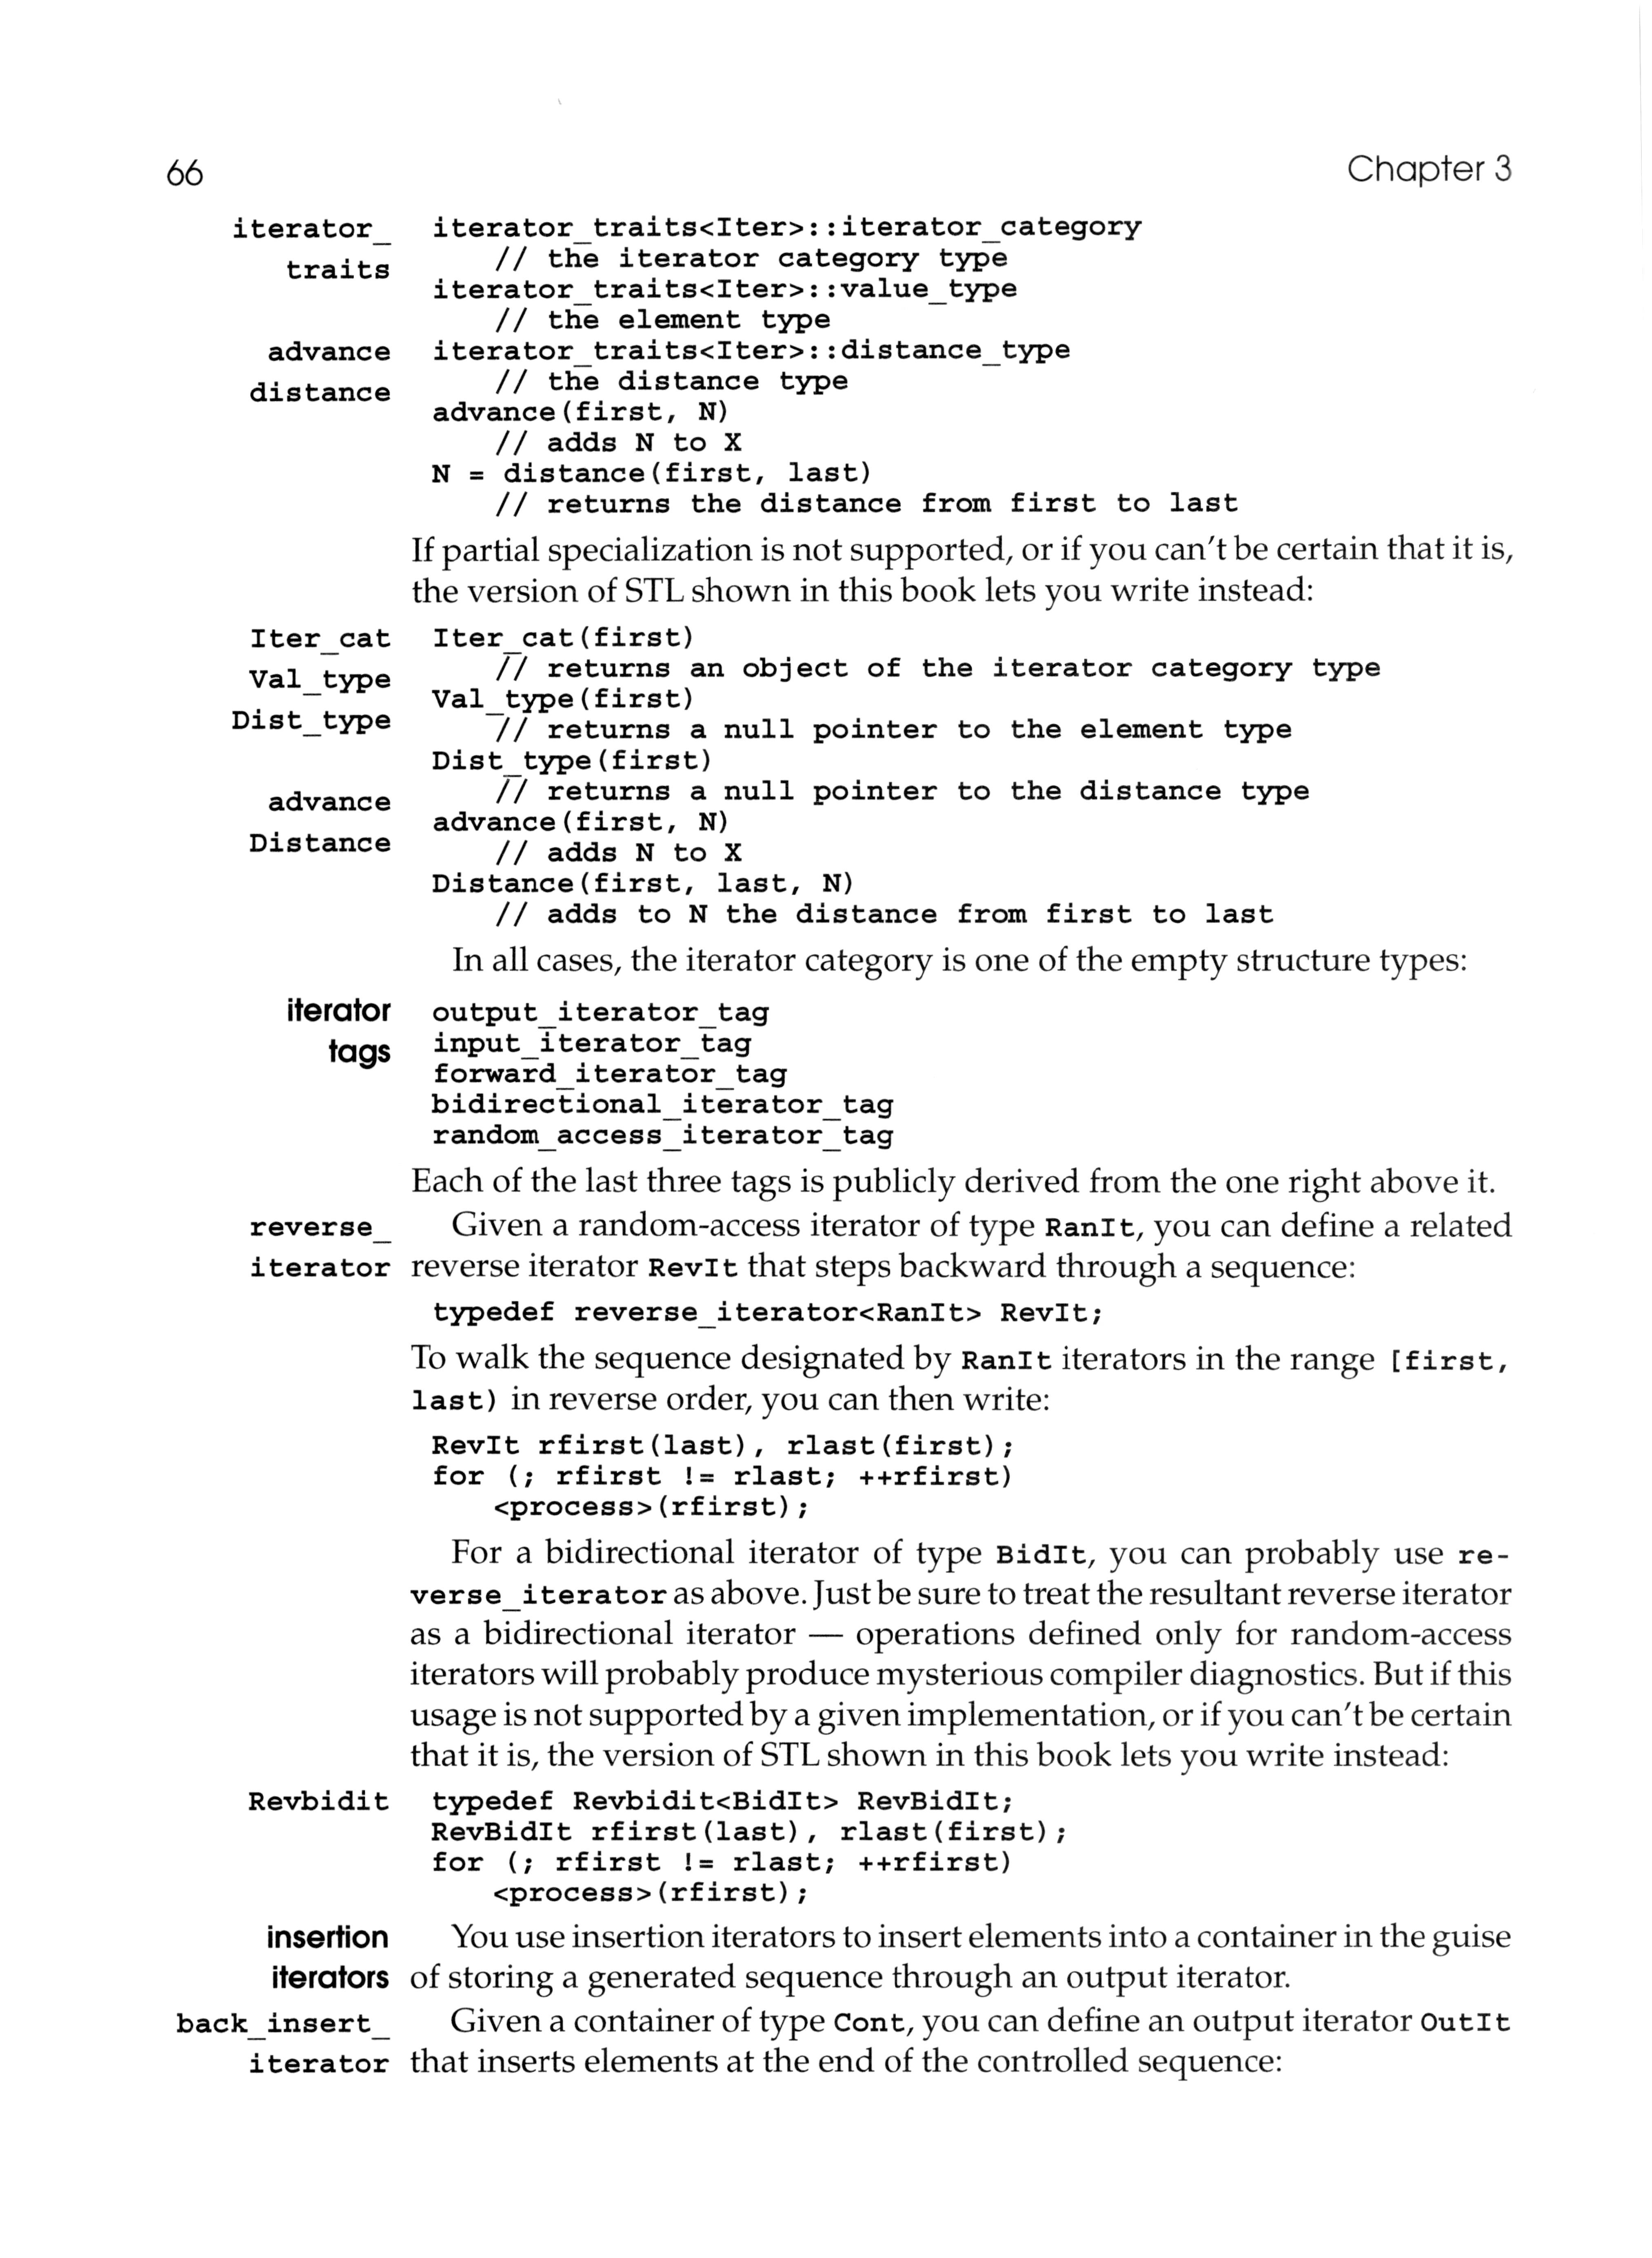 66 Chapter 3
iterator_ iterator_traits<Iter>::iterator_category
// the iterator category type
traits
iterator_traits<Iter>::value_type
// the element type
advance iterator_traits<Iter>::distance_type
// the distance type
distance
advance(first, N)
// adds N to X
N = distance(first, last)
// returns the distance from first to last
If partial specialization is not supported, or if you can't be certain that it is,
the version of STL shown in this book lets you write instead:
Iter_cat Iter_cat(first)
// returns an object of the iterator category type
Val_type
Val_type(first)
Dist_type
// returns a null pointer to the element type
Dist_type(first)
// returns a null pointer to the distance type
advance
advance(first, N)
Distance
// adds N to X
Distance(first, last, N)
// adds to N the distance from first to last
In all cases, the iterator category is one of the empty structure types:
iterator output_iterator_tag
tags input_iterator_tag
forward_iterator_tag
bidirectional_iterator_tag
random_access_iterator_tag
Each of the last three tags is publicly derived from the one right above it.
reverse_ Given a random-access iterator of type RanIt, you can define a related
iterator reverse iterator RevIt that steps backward through a sequence:
typedef reverse_iterator<RanIt> RevIt;
To walk the sequence designated by RanIt iterators in the range [first,
last) in reverse order, you can then write:
RevIt rfirst(last), rlast(first);
for (; rfirst != rlast; ++rfirst)
<process>(rfirst);
For a bidirectional iterator of type BidIt, you can probably use re-
verse_iterator as above. Just be sure to treat the resultant reverse iterator
as a bidirectional iterator — operations defined only for random-access
iterators will probably produce mysterious compiler diagnostics. But if this
usage is not supported by a given implementation, or if you can't be certain
that it is, the version of STL shown in this book lets you write instead:
Revbidit typedef Revbidit<BidIt> RevBidIt;
RevBidIt rfirst(last), rlast(first);
for (; rfirst != rlast; ++rfirst)
<process>(rfirst);
insertion You use insertion iterators to insert elements into a container in the guise
iterators of storing a generated sequence through an output iterator.
back_insert_ Given a container of type Cont, you can define an output iterator OutIt
iterator that inserts elements at the end of the controlled sequence: